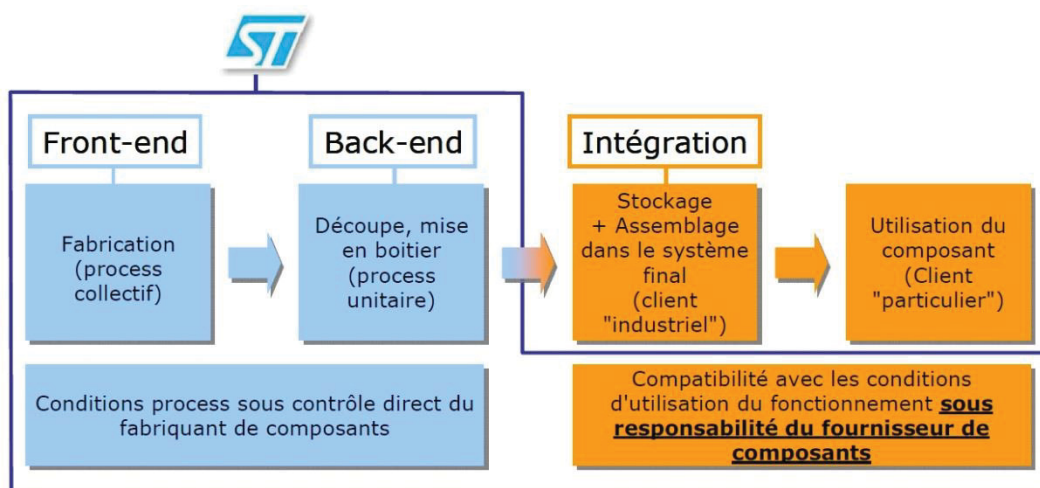 ST
Front-end
Back-end
Intégration
Fabrication
(process
collectif)
Découpe, mise
en boitier
(process
unitaire)
Stockage
+ Assemblage
dans le système
final
(client
"industriel")
Utilisation du
composant
(Client
"particulier")
Conditions process sous contrôle direct du
fabriquant de composants
Compatibilité avec les conditions
d'utilisation du fonctionnement sous
responsabilité du fournisseur de
composants